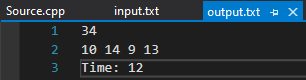 Source.cpp input.txt output.txt
1 34
2 10 14 9 13
3 Time: 12